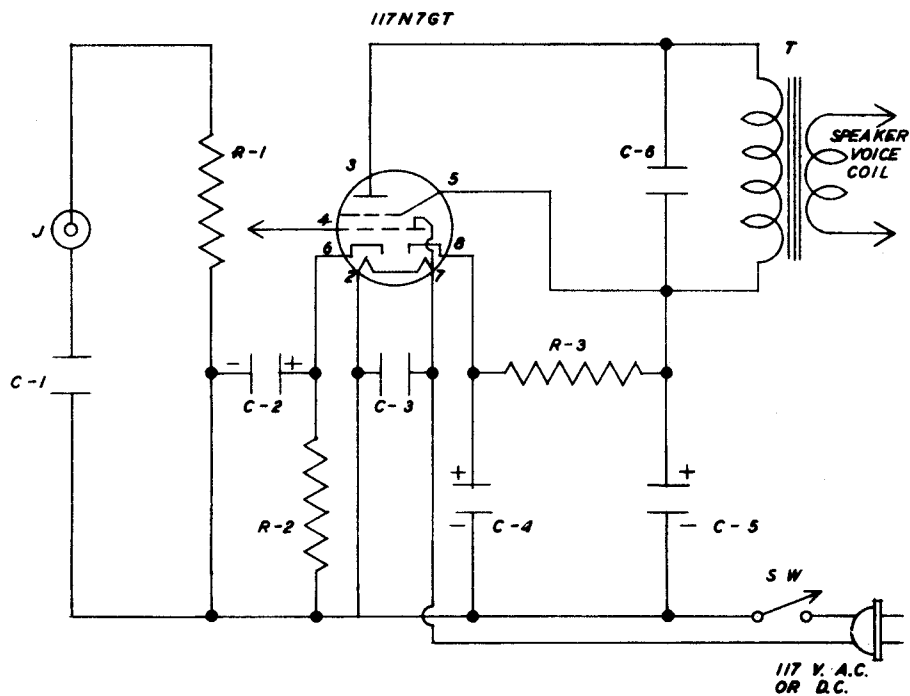 117N7GT
T
R-1
C-6
SPEAKER
VOICE
COIL
3
5
J
4
6
8
2
7
R-3
C-1
-
+
C-2
C-3
+
-
C-4
+
-
C-5
R-2
SW
117 V. A.C.
OR D.C.